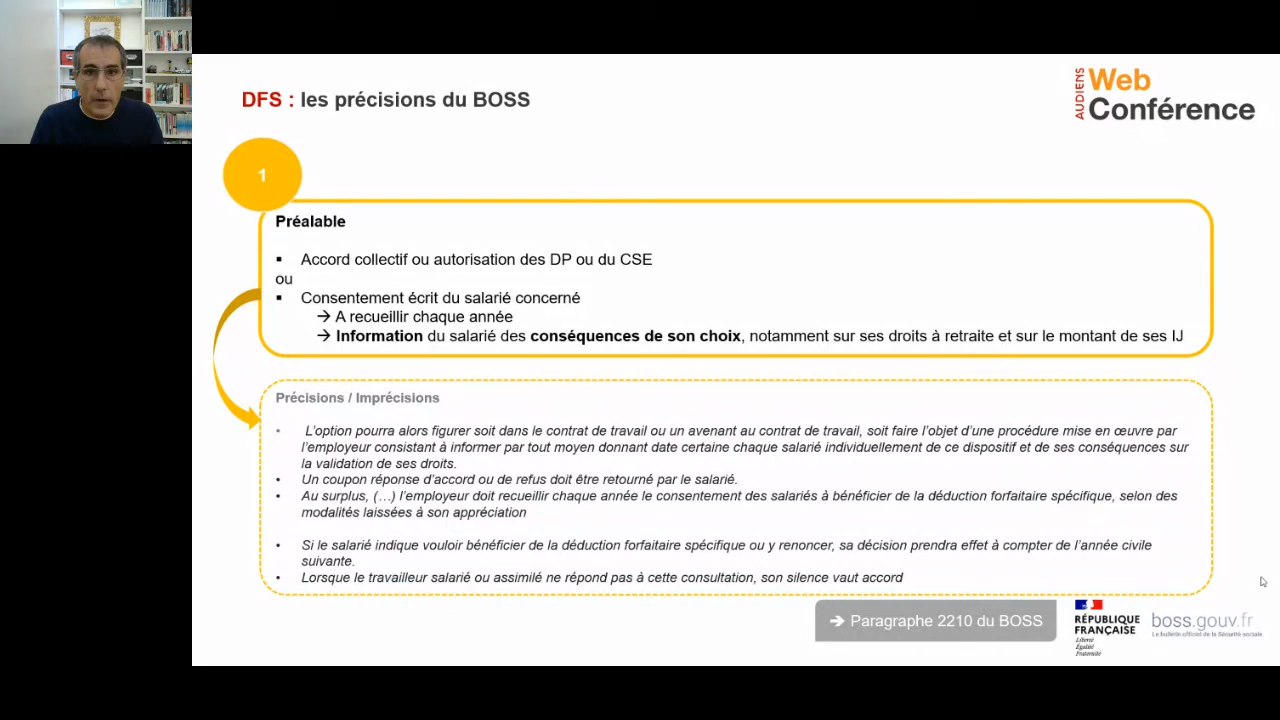 DFS : les précisions du BOSS
AUDIENS
Web
Conférence
1
Préalable
▪ Accord collectif ou autorisation des DP ou du CSE
ou
▪ Consentement écrit du salarié concerné
→ A recueillir chaque année
→ Information du salarié des conséquences de son choix, notamment sur ses droits à retraite et sur le montant de ses IJ
Précisions / Imprécisions
• L’option pourra alors figurer soit dans le contrat de travail ou un avenant au contrat de travail, soit faire l’objet d’une procédure mise en œuvre par
l’employeur consistant à informer par tout moyen donnant date certaine chaque salarié individuellement de ce dispositif et de ses conséquences sur
la validation de ses droits.
• Un coupon réponse d’accord ou de refus doit être retourné par le salarié.
• Au surplus, (…) l’employeur doit recueillir chaque année le consentement des salariés à bénéficier de la déduction forfaitaire spécifique, selon des
modalités laissées à son appréciation
• Si le salarié indique vouloir bénéficier de la déduction forfaitaire spécifique ou y renoncer, sa décision prendra effet à compter de l’année civile
suivante.
• Lorsque le travailleur salarié ou assimilé ne répond pas à cette consultation, son silence vaut accord
➔ Paragraphe 2210 du BOSS
RÉPUBLIQUE
FRANÇAISE
Liberté
Égalité
Fraternité
boss.gouv.fr
Le bulletin officiel de la Sécurité sociale